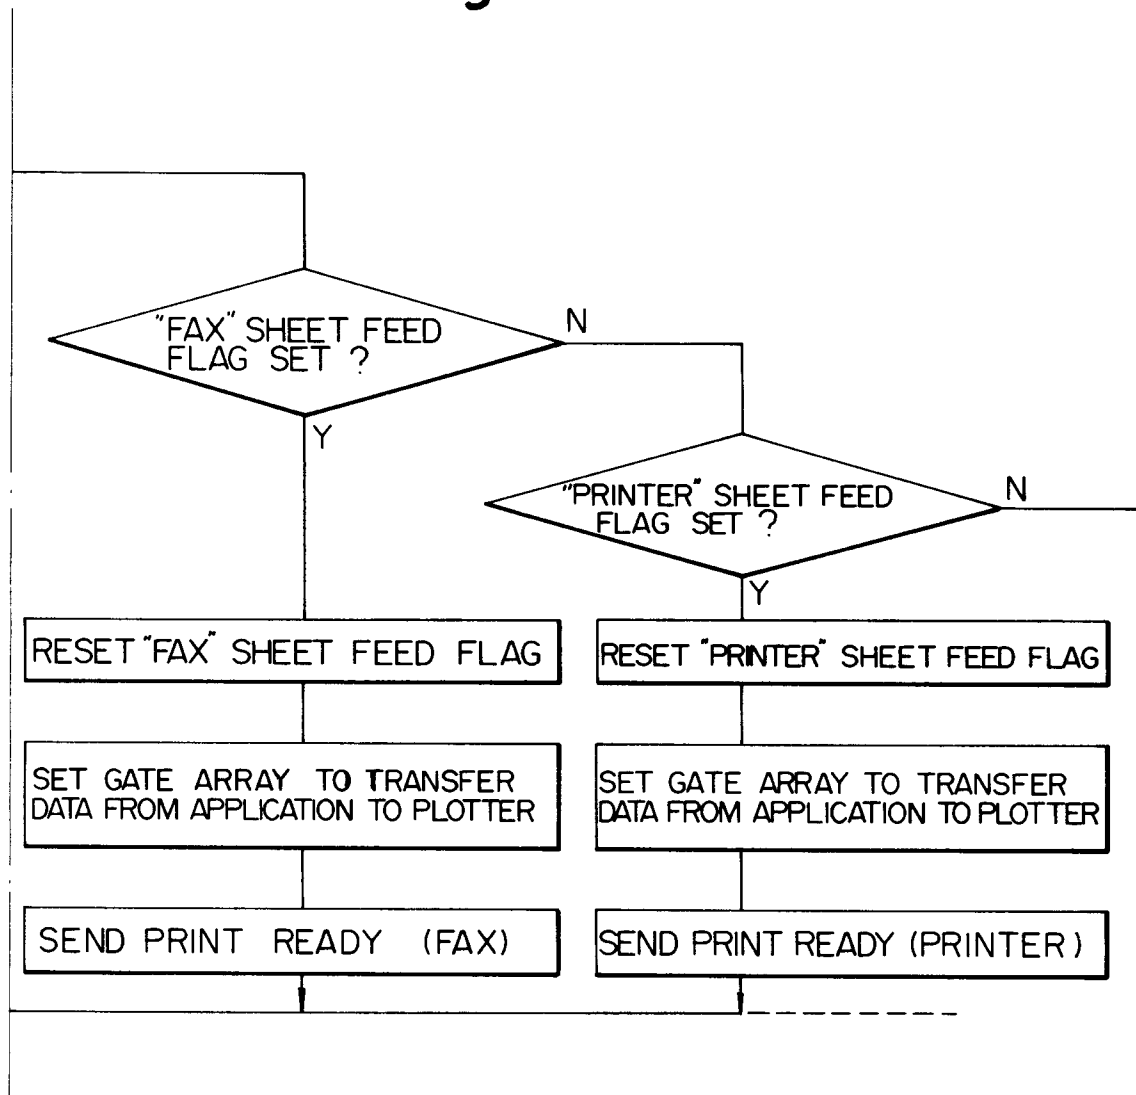 "FAX" SHEET FEED
FLAG SET ?
N
Y
"PRINTER" SHEET FEED
FLAG SET ?
N
Y
RESET "FAX" SHEET FEED FLAG
RESET "PRINTER" SHEET FEED FLAG
SET GATE ARRAY TO TRANSFER
DATA FROM APPLICATION TO PLOTTER
SET GATE ARRAY TO TRANSFER
DATA FROM APPLICATION TO PLOTTER
SEND PRINT READY (FAX)
SEND PRINT READY (PRINTER)